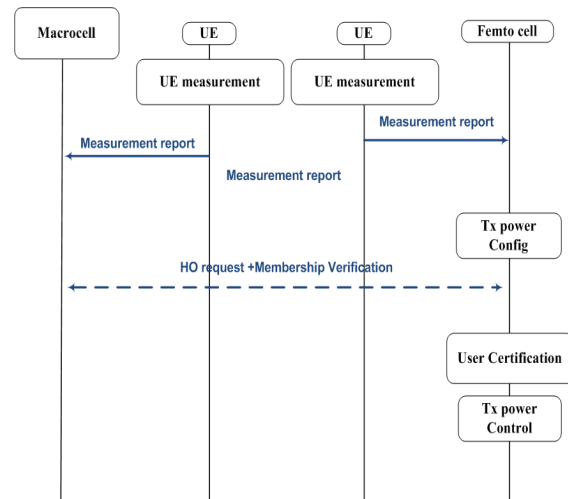 Macrocell
UE
UE
Femto cell
UE measurement
UE measurement
Measurement report
Measurement report
Measurement report
Tx power
Config
HO request +Membership Verification
User Certification
Tx power
Control